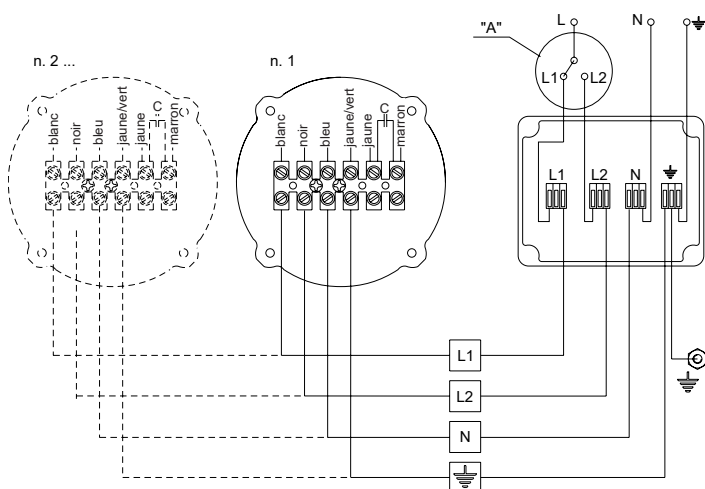 "A"
L
N
L1
L2
n. 2 ...
n. 1
blanc
noir
bleu
jaune/vert
jaune
C
marron
blanc
noir
bleu
jaune/vert
jaune
C
marron
L1
L2
N
L1
L2
N